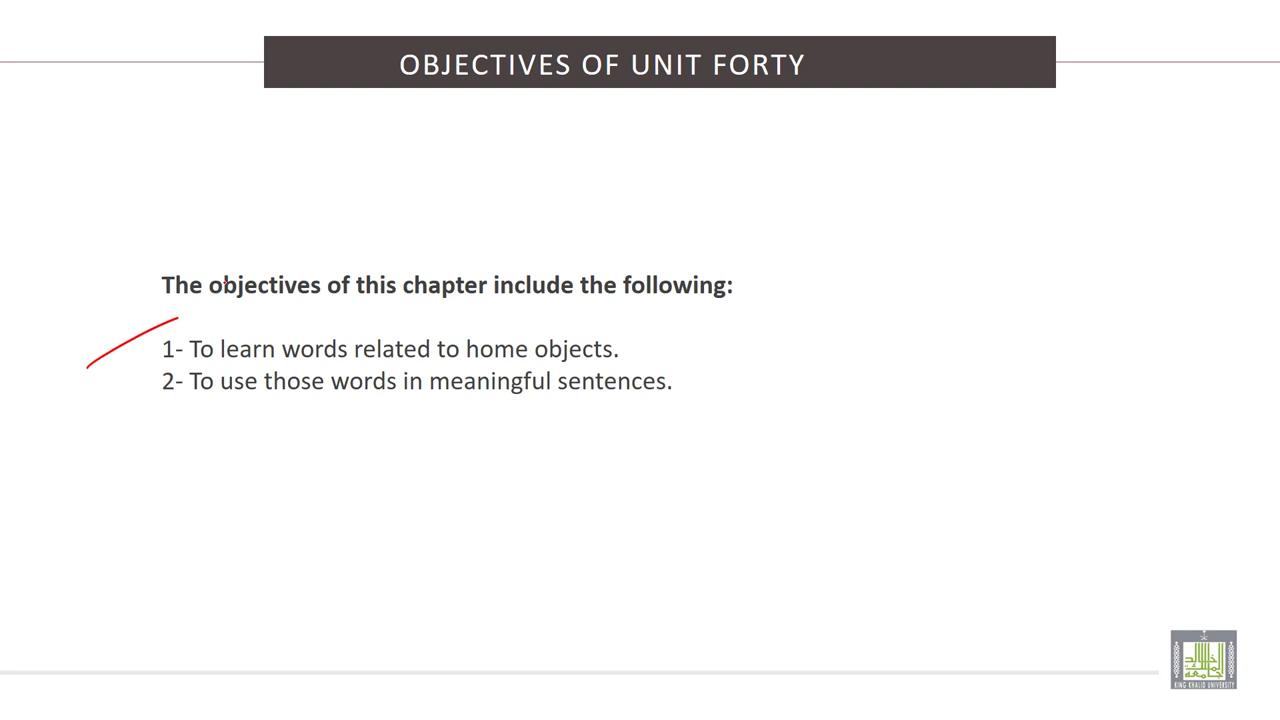 OBJECTIVES OF UNIT FORTY
The objectives of this chapter include the following:
1- To learn words related to home objects.
2- To use those words in meaningful sentences.
KING KHALID UNIVERSITY